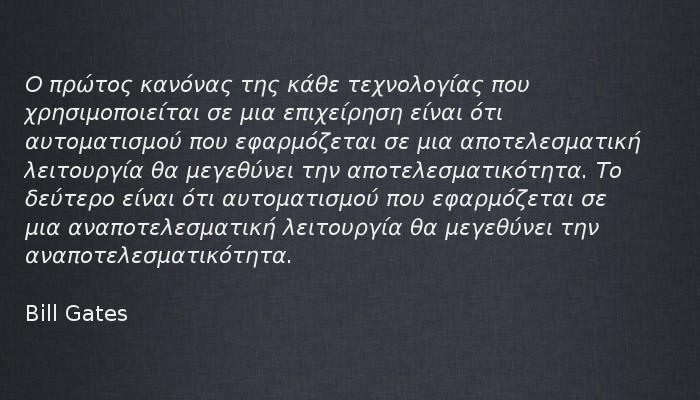 Ο πρώτος κανόνας της κάθε τεχνολογίας που
χρησιμοποιείται σε μια επιχείρηση είναι ότι
αυτοματισμού που εφαρμόζεται σε μια αποτελεσματική
λειτουργία θα μεγεθύνει την αποτελεσματικότητα. Το
δεύτερο είναι ότι αυτοματισμού που εφαρμόζεται σε
μια αναποτελεσματική λειτουργία θα μεγεθύνει την
αναποτελεσματικότητα.
Bill Gates